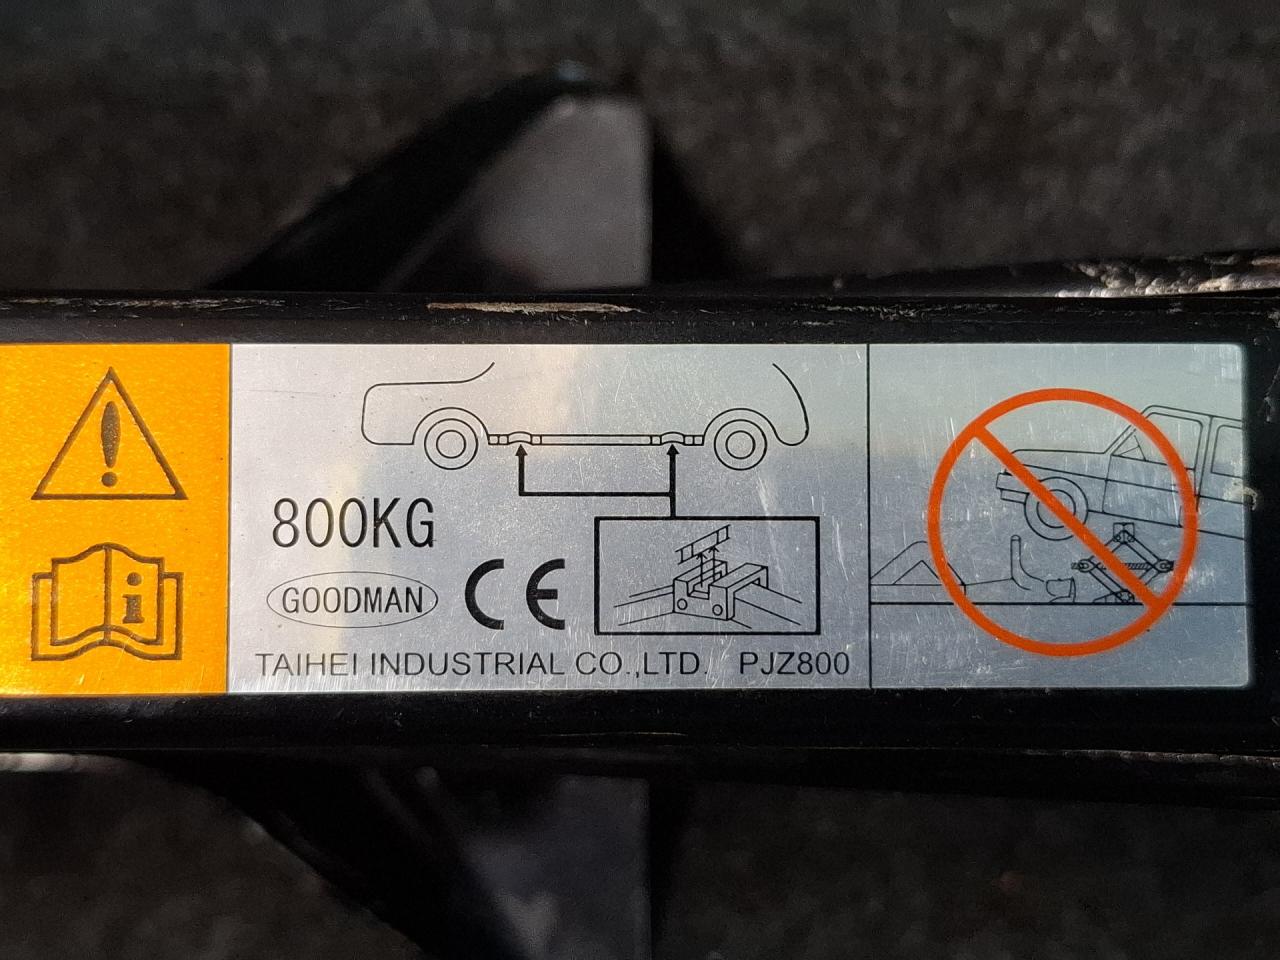 800KG
GOODMAN
CE
TAIHEI INDUSTRIAL CO.,LTD. PJZ800